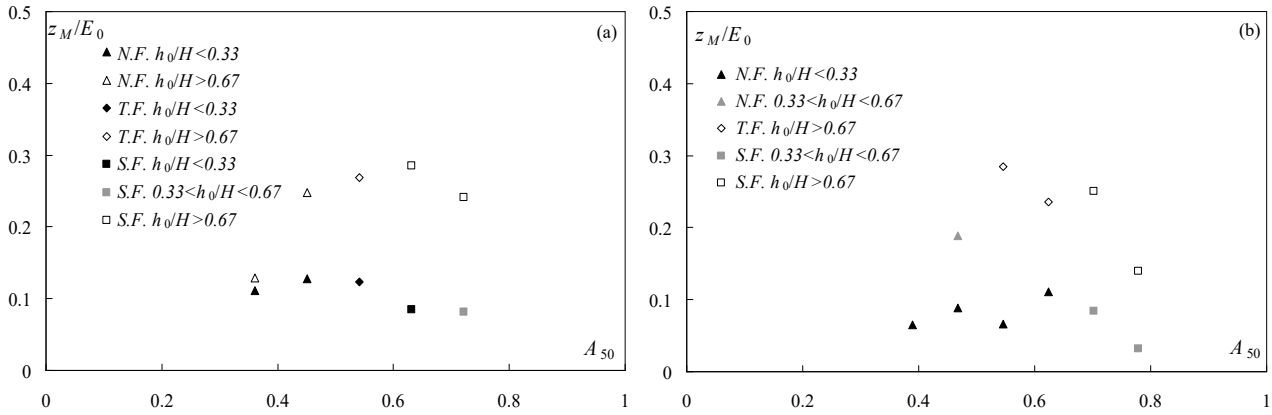 0.5
z_M/E_0
(a)
N.F. h_0/H<0.33
0.4
N.F. h_0/H>0.67
T.F. h_0/H<0.33
0.3
T.F. h_0/H>0.67
S.F. h_0/H<0.33
S.F. 0.33<h_0/H<0.67
0.2
S.F. h_0/H>0.67
0.1
A_50
0
0 0.2 0.4 0.6 0.8 1
0.5
z_M/E_0
(b)
N.F. h_0/H<0.33
0.4
N.F. 0.33<h_0/H<0.67
T.F. h_0/H>0.67
0.3
S.F. 0.33<h_0/H<0.67
S.F. h_0/H>0.67
0.2
0.1
A_50
0
0 0.2 0.4 0.6 0.8 1